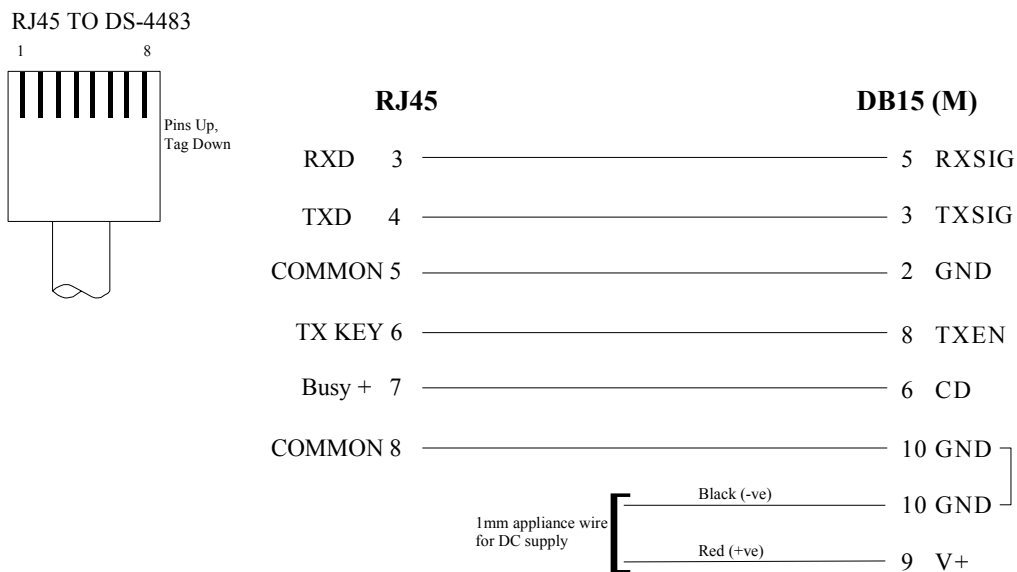 RJ45 TO DS-4483
1 8
Pins Up,
Tag Down
RJ45 DB15 (M)
RXD 3 5 RXSIG
TXD 4 3 TXSIG
COMMON 5 2 GND
TX KEY 6 8 TXEN
Busy + 7 6 CD
COMMON 8 10 GND
Black (-ve) 10 GND
1mm appliance wire
for DC supply
Red (+ve) 9 V+